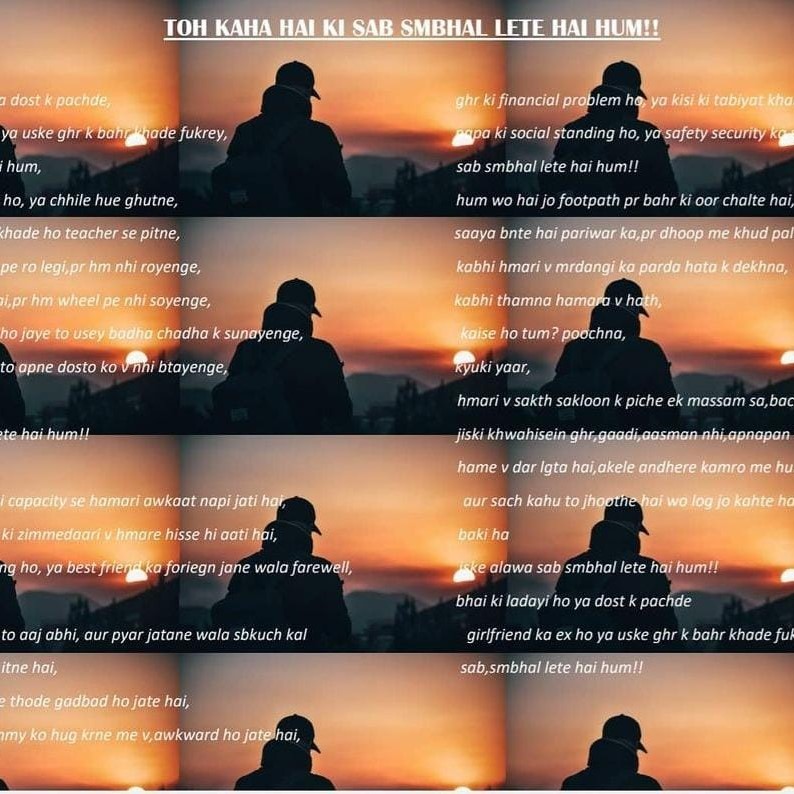 TOH KAHA HAI KI SAB SMBHAL LETE HAI HUM!!
a dost k pachde,
ya uske ghr k bahr khade fukrey,
i hum,
ho, ya chhile hue ghutne,
khade ho teacher se pitne,
pe ro legi,pr hm nhi royenge,
ai,pr hm wheel pe nhi soyenge,
ho jaye to usey badha chadha k sunayenge,
to apne dosto ko v nhi btayenge,
ete hai hum!!
i capacity se hamari awkaat napi jati hai,
ki zimmedaari v hmare hisse hi aati hai,
ng ho, ya best friend ka foriegn jane wala farewell,
to aaj abhi, aur pyar jatane wala sbkuch kal
itne hai,
e thode gadbad ho jate hai,
mmy ko hug krne me v,awkward ho jate hai,
ghr ki financial problem ho, ya kisi ki tabiyat kha
papa ki social standing ho, ya safety security ka
sab smbhal lete hai hum!!
hum wo hai jo footpath pr bahr ki oor chalte hai,
saaya bnte hai pariwar ka,pr dhoop me khud pal
kabhi hmari v mrdangi ka parda hata k dekhna,
kabhi thamna hamara v hath,
kaise ho tum? poochna,
kyuki yaar,
hmari v sakth sakloon k piche ek massam sa,bac
jiski khwahisein ghr,gaadi,aasman nhi,apnapan
hame v dar lgta hai,akele andhere kamro me hu
aur sach kahu to jhoothe hai wo log jo kahte ha
baki ha
iske alawa sab smbhal lete hai hum!!
bhai ki ladayi ho ya dost k pachde
girlfriend ka ex ho ya uske ghr k bahr khade fuk
sab,smbhal lete hai hum!!